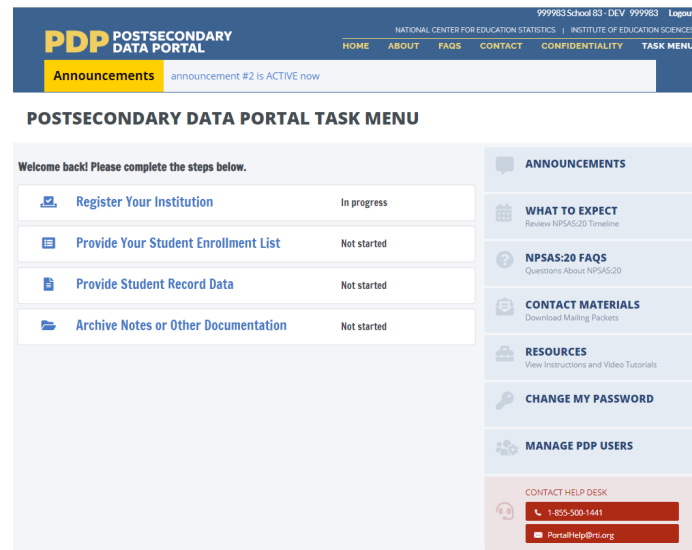 999983 School 83 - DEV 999983 Logout
NATIONAL CENTER FOR EDUCATION STATISTICS | INSTITUTE OF EDUCATION SCIENCES
PDP POSTSECONDARY DATA PORTAL
HOME ABOUT FAQS CONTACT CONFIDENTIALITY TASK MENU
Announcements announcement #2 is ACTIVE now
POSTSECONDARY DATA PORTAL TASK MENU
Welcome back! Please complete the steps below.
Register Your Institution In progress
Provide Your Student Enrollment List Not started
Provide Student Record Data Not started
Archive Notes or Other Documentation Not started
ANNOUNCEMENTS
WHAT TO EXPECT
Review NPSAS:20 Timeline
NPSAS:20 FAQS
Questions About NPSAS:20
CONTACT MATERIALS
Download Mailing Packets
RESOURCES
View Instructions and Video Tutorials
CHANGE MY PASSWORD
MANAGE PDP USERS
CONTACT HELP DESK
1-855-500-1441
PortalHelp@rti.org